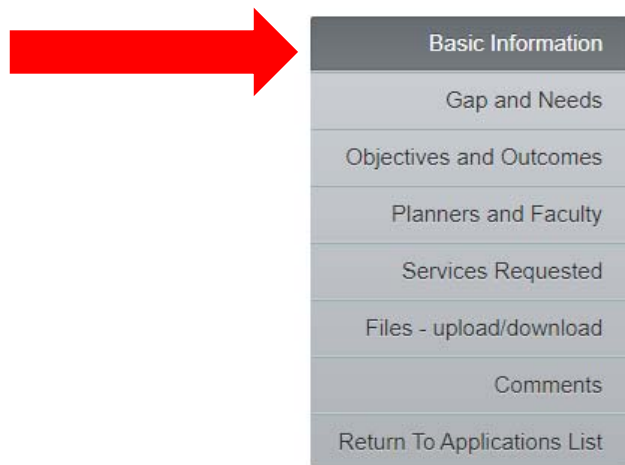 Basic Information
Gap and Needs
Objectives and Outcomes
Planners and Faculty
Services Requested
Files - upload/download
Comments
Return To Applications List